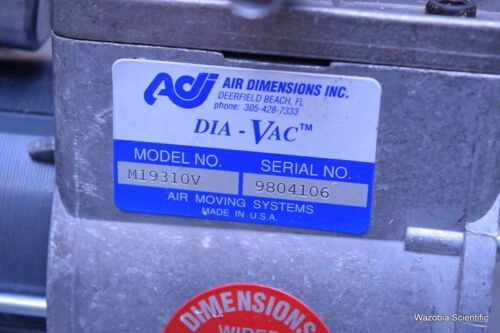 ADI
AIR DIMENSIONS INC.
DEERFIELD BEACH, FL
phone: 305-428-7333
DIA - VAC™
MODEL NO.
SERIAL NO.
M19310V
9804106
AIR MOVING SYSTEMS
MADE IN U.S.A.
DIMENSIONS
WIRED
Wazobia Scientific